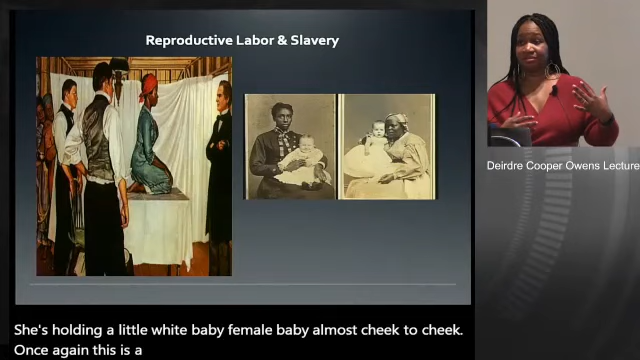 Reproductive Labor & Slavery
Deirdre Cooper Owens Lecture
She's holding a little white baby female baby almost cheek to cheek.
Once again this is a